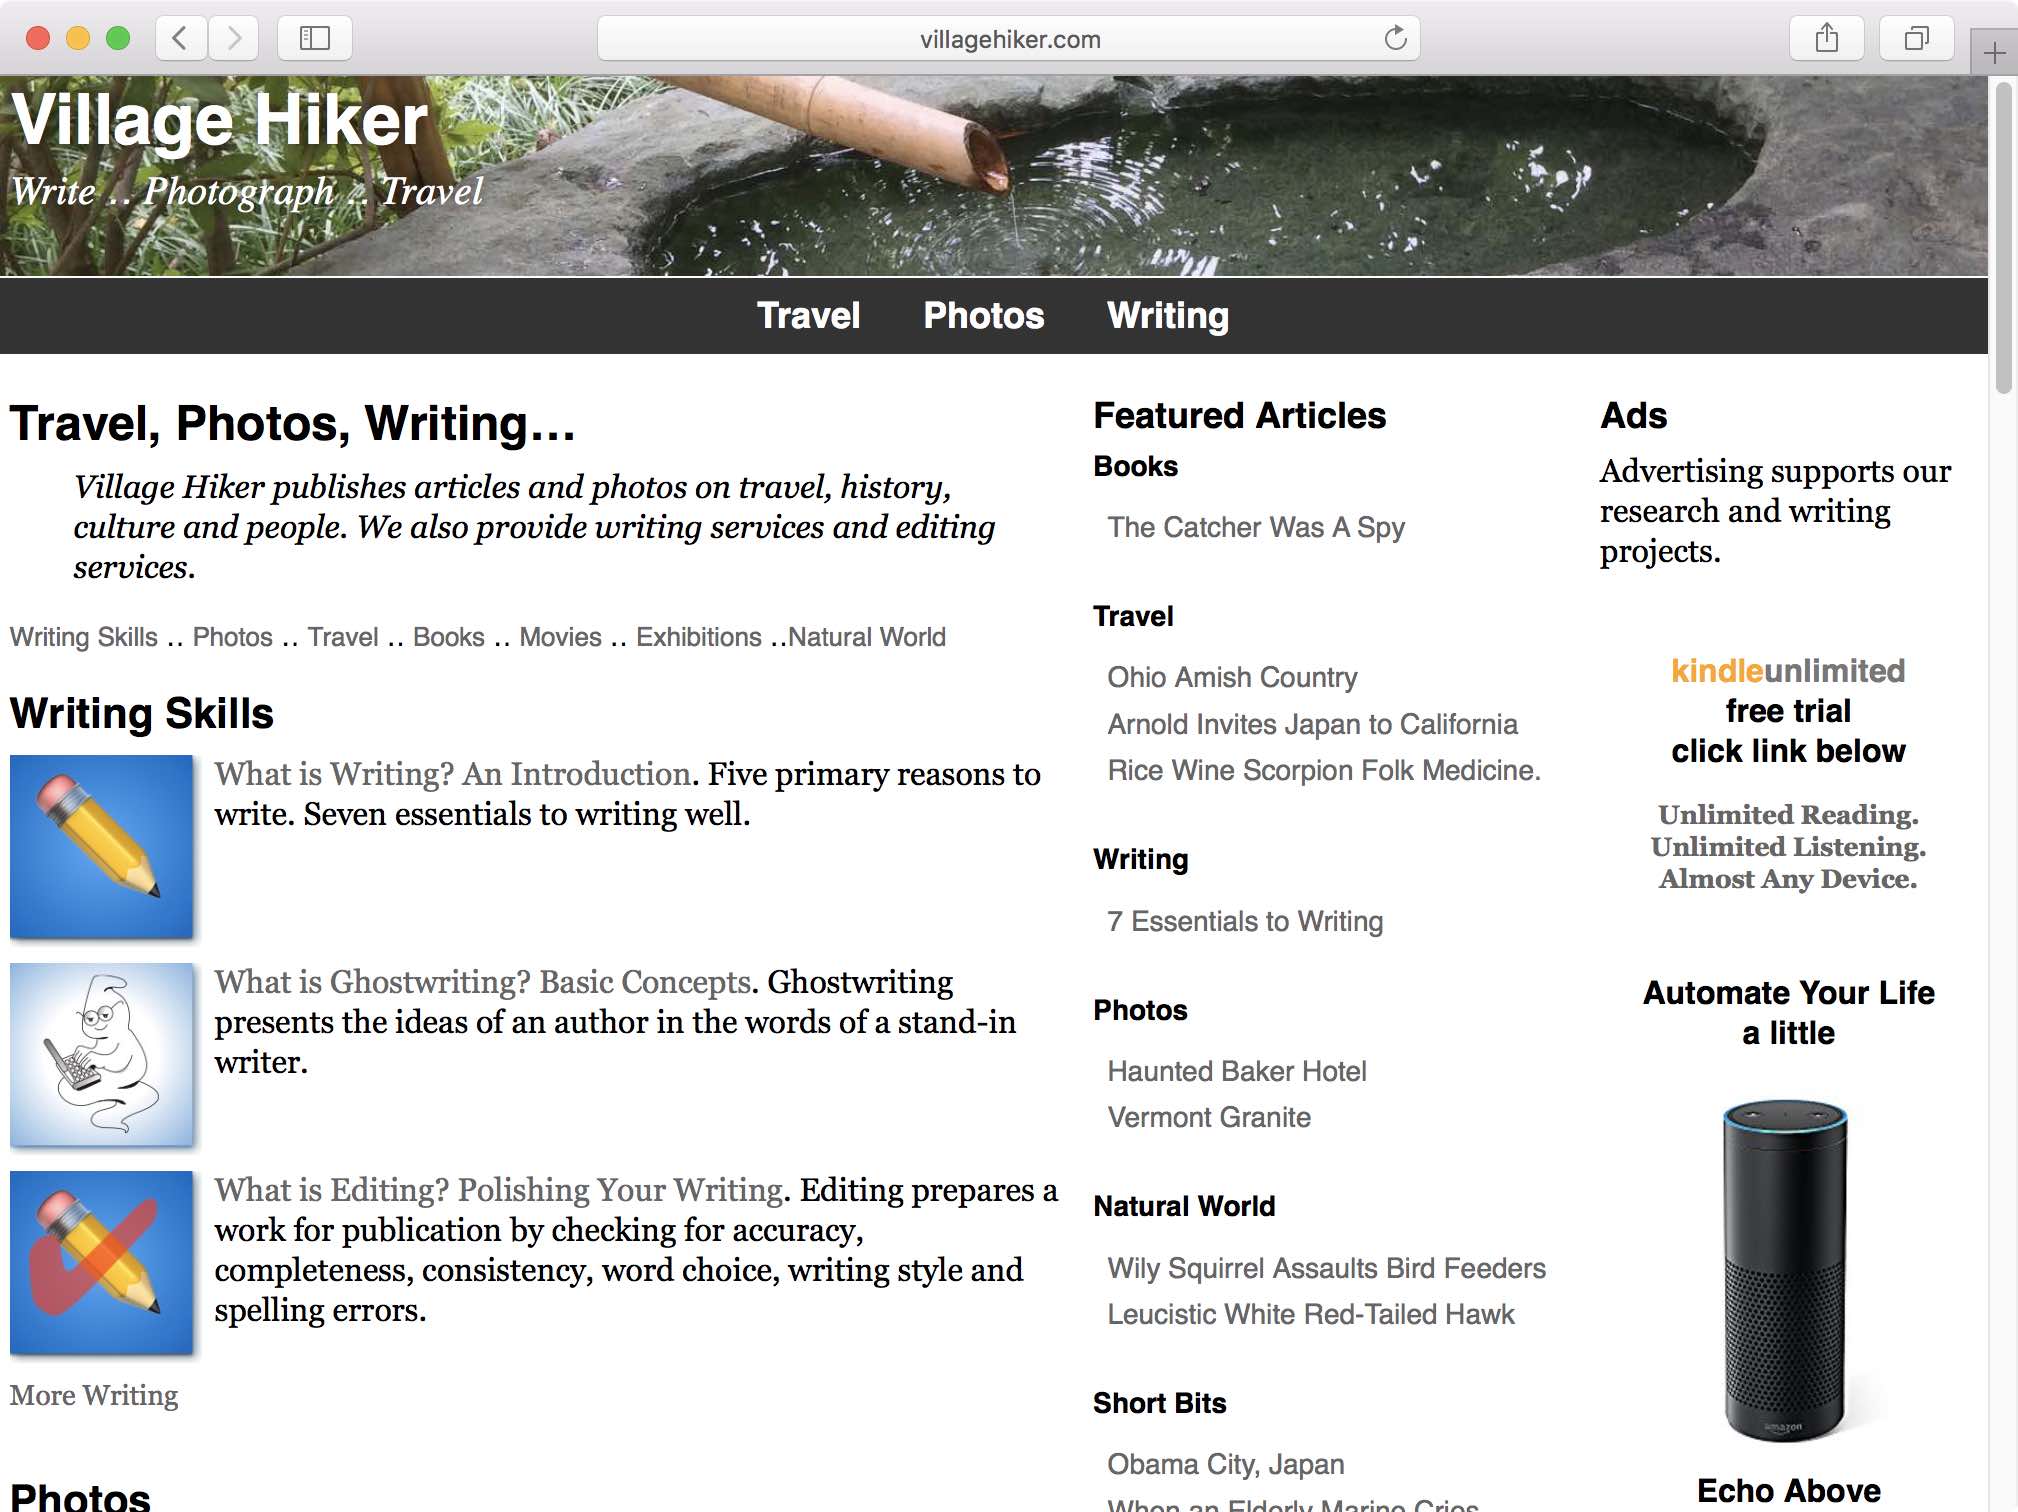 villagehiker.com
Village Hiker
Write .. Photograph .. Travel
Travel Photos Writing
Travel, Photos, Writing...
Village Hiker publishes articles and photos on travel, history,
culture and people. We also provide writing services and editing
services.
Writing Skills .. Photos .. Travel .. Books .. Movies .. Exhibitions ..Natural World
Writing Skills
What is Writing? An Introduction. Five primary reasons to
write. Seven essentials to writing well.
What is Ghostwriting? Basic Concepts. Ghostwriting
presents the ideas of an author in the words of a stand-in
writer.
What is Editing? Polishing Your Writing. Editing prepares a
work for publication by checking for accuracy,
completeness, consistency, word choice, writing style and
spelling errors.
More Writing
Photos
Featured Articles
Books
The Catcher Was A Spy
Travel
Ohio Amish Country
Arnold Invites Japan to California
Rice Wine Scorpion Folk Medicine.
Writing
7 Essentials to Writing
Photos
Haunted Baker Hotel
Vermont Granite
Natural World
Wily Squirrel Assaults Bird Feeders
Leucistic White Red-Tailed Hawk
Short Bits
Obama City, Japan
When an Elderly Marine Cries
Ads
Advertising supports our
research and writing
projects.
kindleunlimited
free trial
click link below
Unlimited Reading.
Unlimited Listening.
Almost Any Device.
Automate Your Life
a little
amazon
Echo Above